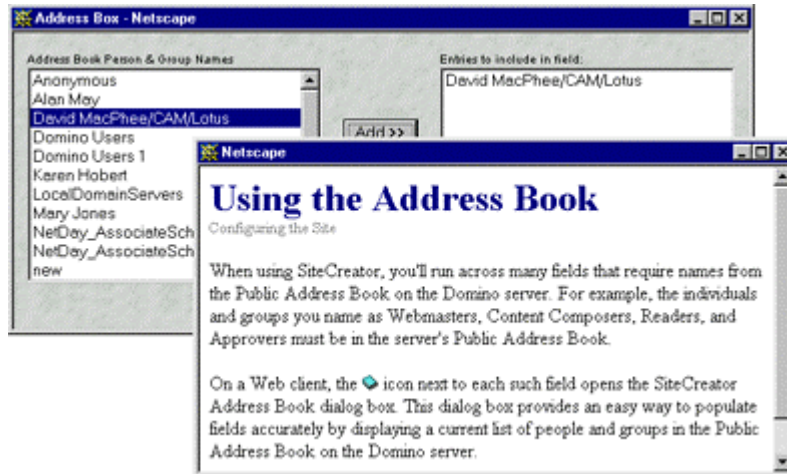 Address Box - Netscape
Address Book Person & Group Names
Anonymous
Alan May
David MacPhee/CAM/Lotus
Domino Users
Domino Users 1
Karen Hobert
LocalDomainServers
Mary Jones
NetDay_AssociateSch
NetDay_AssociateSch
new
Add >>
Entries to include in field:
David MacPhee/CAM/Lotus
Netscape
Using the Address Book
Configuring the Site
When using SiteCreator, you'll run across many fields that require names from
the Public Address Book on the Domino server. For example, the individuals
and groups you name as Webmasters, Content Composers, Readers, and
Approvers must be in the server's Public Address Book.
On a Web client, the icon next to each such field opens the SiteCreator
Address Book dialog box. This dialog box provides an easy way to populate
fields accurately by displaying a current list of people and groups in the Public
Address Book on the Domino server.